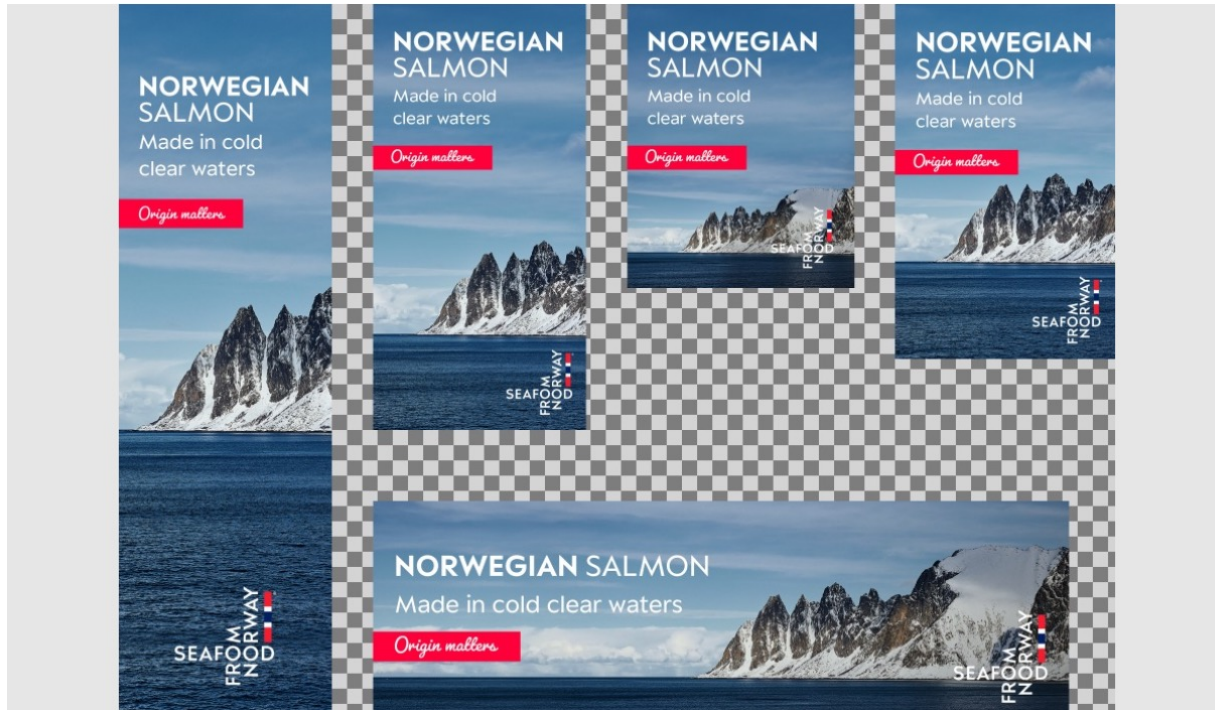 NORWEGIAN
SALMON
Made in cold
clear waters
Origin matters
SEAFOOD
FROM
NORWAY
NORWEGIAN
SALMON
Made in cold
clear waters
Origin matters
SEAFOOD
FROM
NORWAY
NORWEGIAN
SALMON
Made in cold
clear waters
Origin matters
SEAFOOD
FROM
NORWAY
NORWEGIAN
SALMON
Made in cold
clear waters
Origin matters
SEAFOOD
FROM
NORWAY
NORWEGIAN SALMON
Made in cold clear waters
Origin matters
SEAFOOD
FROM
NORWAY